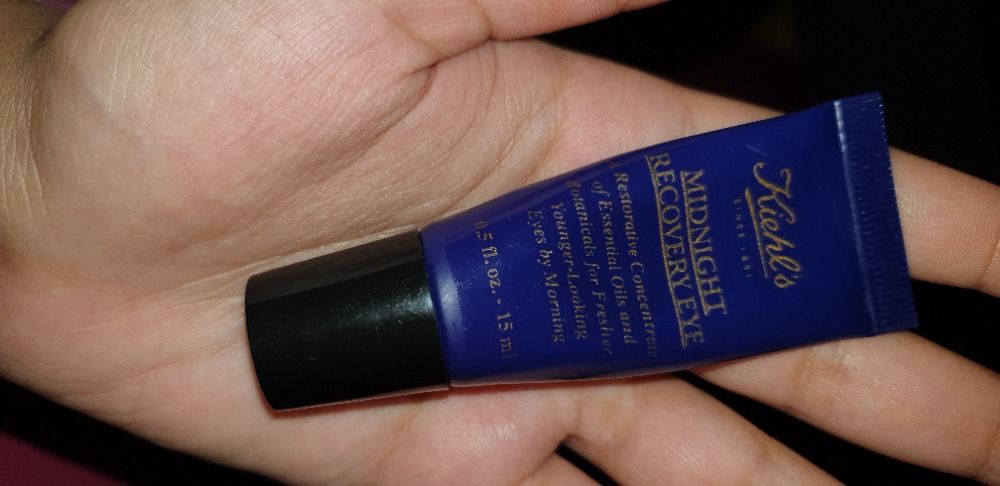 Kiehl's
SINCE 1851
MIDNIGHT
RECOVERY EYE
Restorative Concentrate
of Essential Oils and
Botanicals for Fresher,
Younger-Looking
Eyes by Morning
0.5 fl. oz. - 15 ml